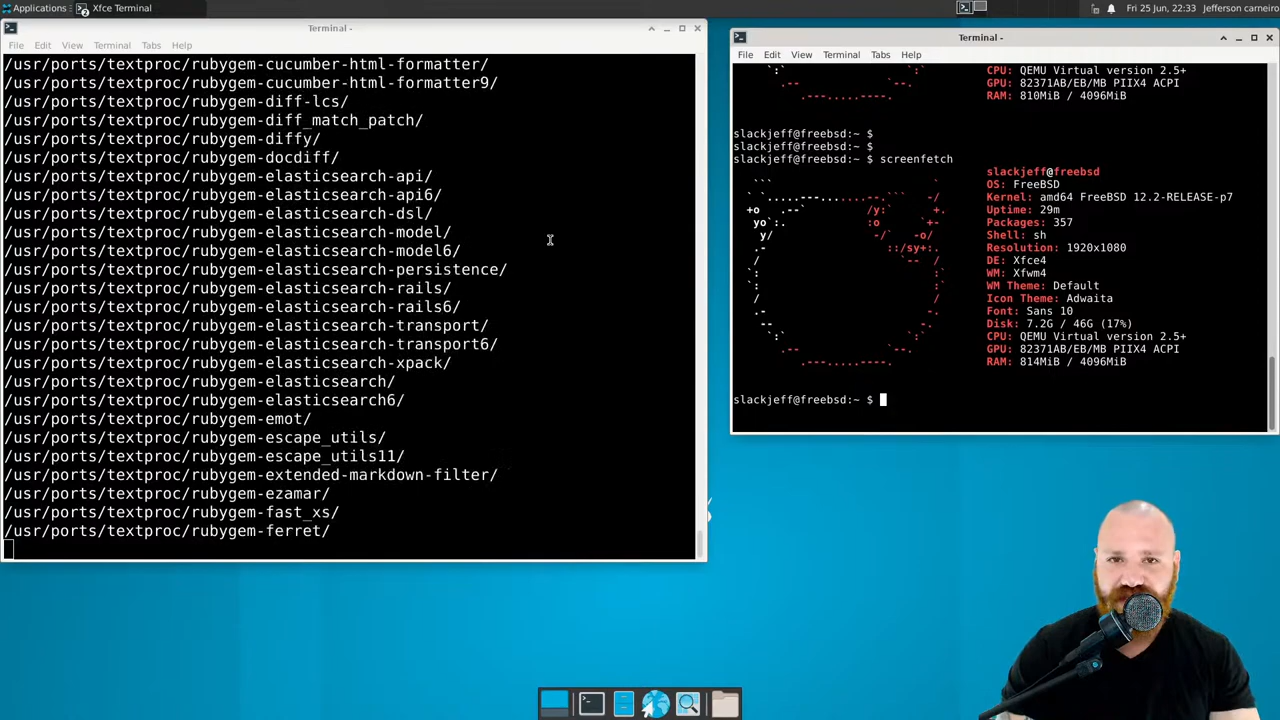 Applications
Xfce Terminal
Fri 25 Jun, 22:33
Jefferson carneiro
Terminal -
File Edit View Terminal Tabs Help
/usr/ports/textproc/rubygem-cucumber-html-formatter/
/usr/ports/textproc/rubygem-cucumber-html-formatter9/
/usr/ports/textproc/rubygem-diff-lcs/
/usr/ports/textproc/rubygem-diff_match_patch/
/usr/ports/textproc/rubygem-diffy/
/usr/ports/textproc/rubygem-docdiff/
/usr/ports/textproc/rubygem-elasticsearch-api/
/usr/ports/textproc/rubygem-elasticsearch-api6/
/usr/ports/textproc/rubygem-elasticsearch-dsl/
/usr/ports/textproc/rubygem-elasticsearch-model/
/usr/ports/textproc/rubygem-elasticsearch-model6/
/usr/ports/textproc/rubygem-elasticsearch-persistence/
/usr/ports/textproc/rubygem-elasticsearch-rails/
/usr/ports/textproc/rubygem-elasticsearch-rails6/
/usr/ports/textproc/rubygem-elasticsearch-transport/
/usr/ports/textproc/rubygem-elasticsearch-transport6/
/usr/ports/textproc/rubygem-elasticsearch-xpack/
/usr/ports/textproc/rubygem-elasticsearch/
/usr/ports/textproc/rubygem-elasticsearch6/
/usr/ports/textproc/rubygem-emot/
/usr/ports/textproc/rubygem-escape_utils/
/usr/ports/textproc/rubygem-escape_utils11/
/usr/ports/textproc/rubygem-extended-markdown-filter/
/usr/ports/textproc/rubygem-ezamar/
/usr/ports/textproc/rubygem-fast_xs/
/usr/ports/textproc/rubygem-ferret/
Terminal -
File Edit View Terminal Tabs Help
CPU: QEMU Virtual version 2.5+
GPU: 82371AB/EB/MB PIIX4 ACPI
RAM: 810MiB / 4096MiB
slackjeff@freebsd:~ $
slackjeff@freebsd:~ $
slackjeff@freebsd:~ $ screenfetch
slackjeff@freebsd
OS: FreeBSD
Kernel: amd64 FreeBSD 12.2-RELEASE-p7
Uptime: 29m
Packages: 357
Shell: sh
Resolution: 1920x1080
DE: Xfce4
WM: Xfwm4
WM Theme: Default
Icon Theme: Adwaita
Font: Sans 10
Disk: 7.2G / 46G (17%)
CPU: QEMU Virtual version 2.5+
GPU: 82371AB/EB/MB PIIX4 ACPI
RAM: 814MiB / 4096MiB
slackjeff@freebsd:~ $